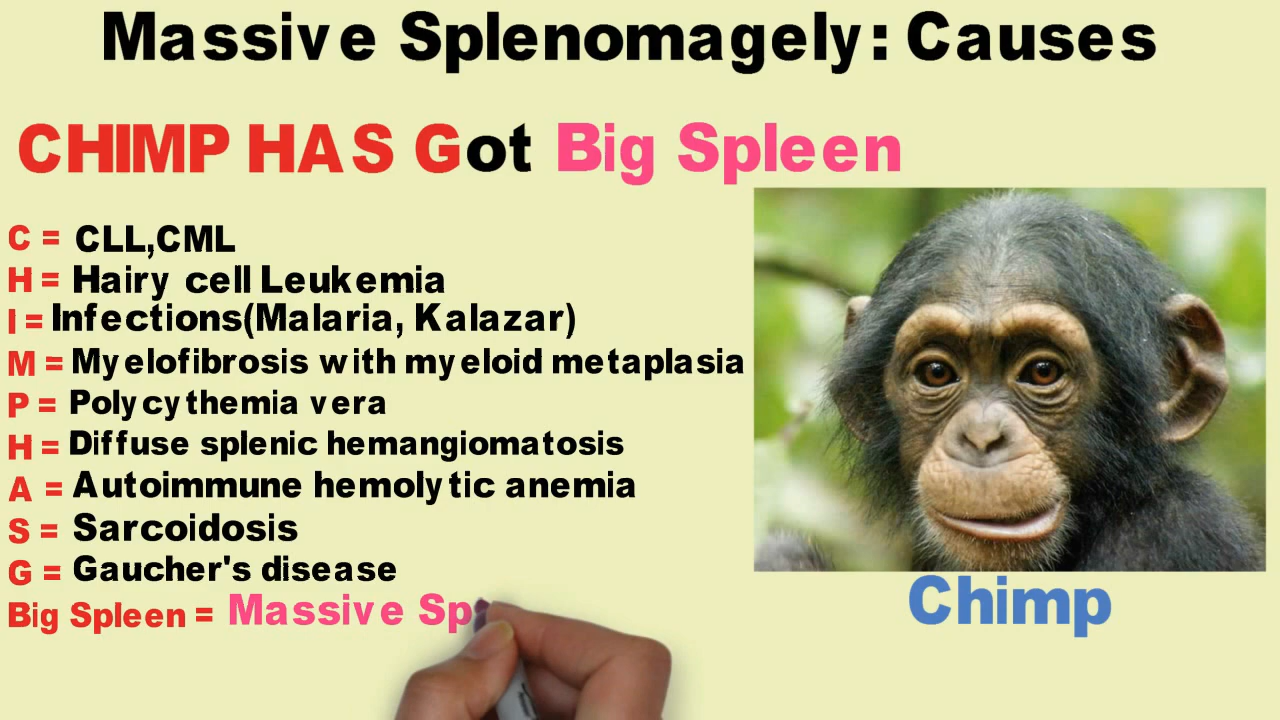 Massive Splenomagely: Causes
CHIMP HAS Got Big Spleen
C = CLL,CML
H = Hairy cell Leukemia
I = Infections(Malaria, Kalazar)
M = Myelofibrosis with myeloid metaplasia
P = Polycythemia vera
H = Diffuse splenic hemangiomatosis
A = Autoimmune hemolytic anemia
S = Sarcoidosis
G = Gaucher's disease
Big Spleen = Massive Sp
Chimp